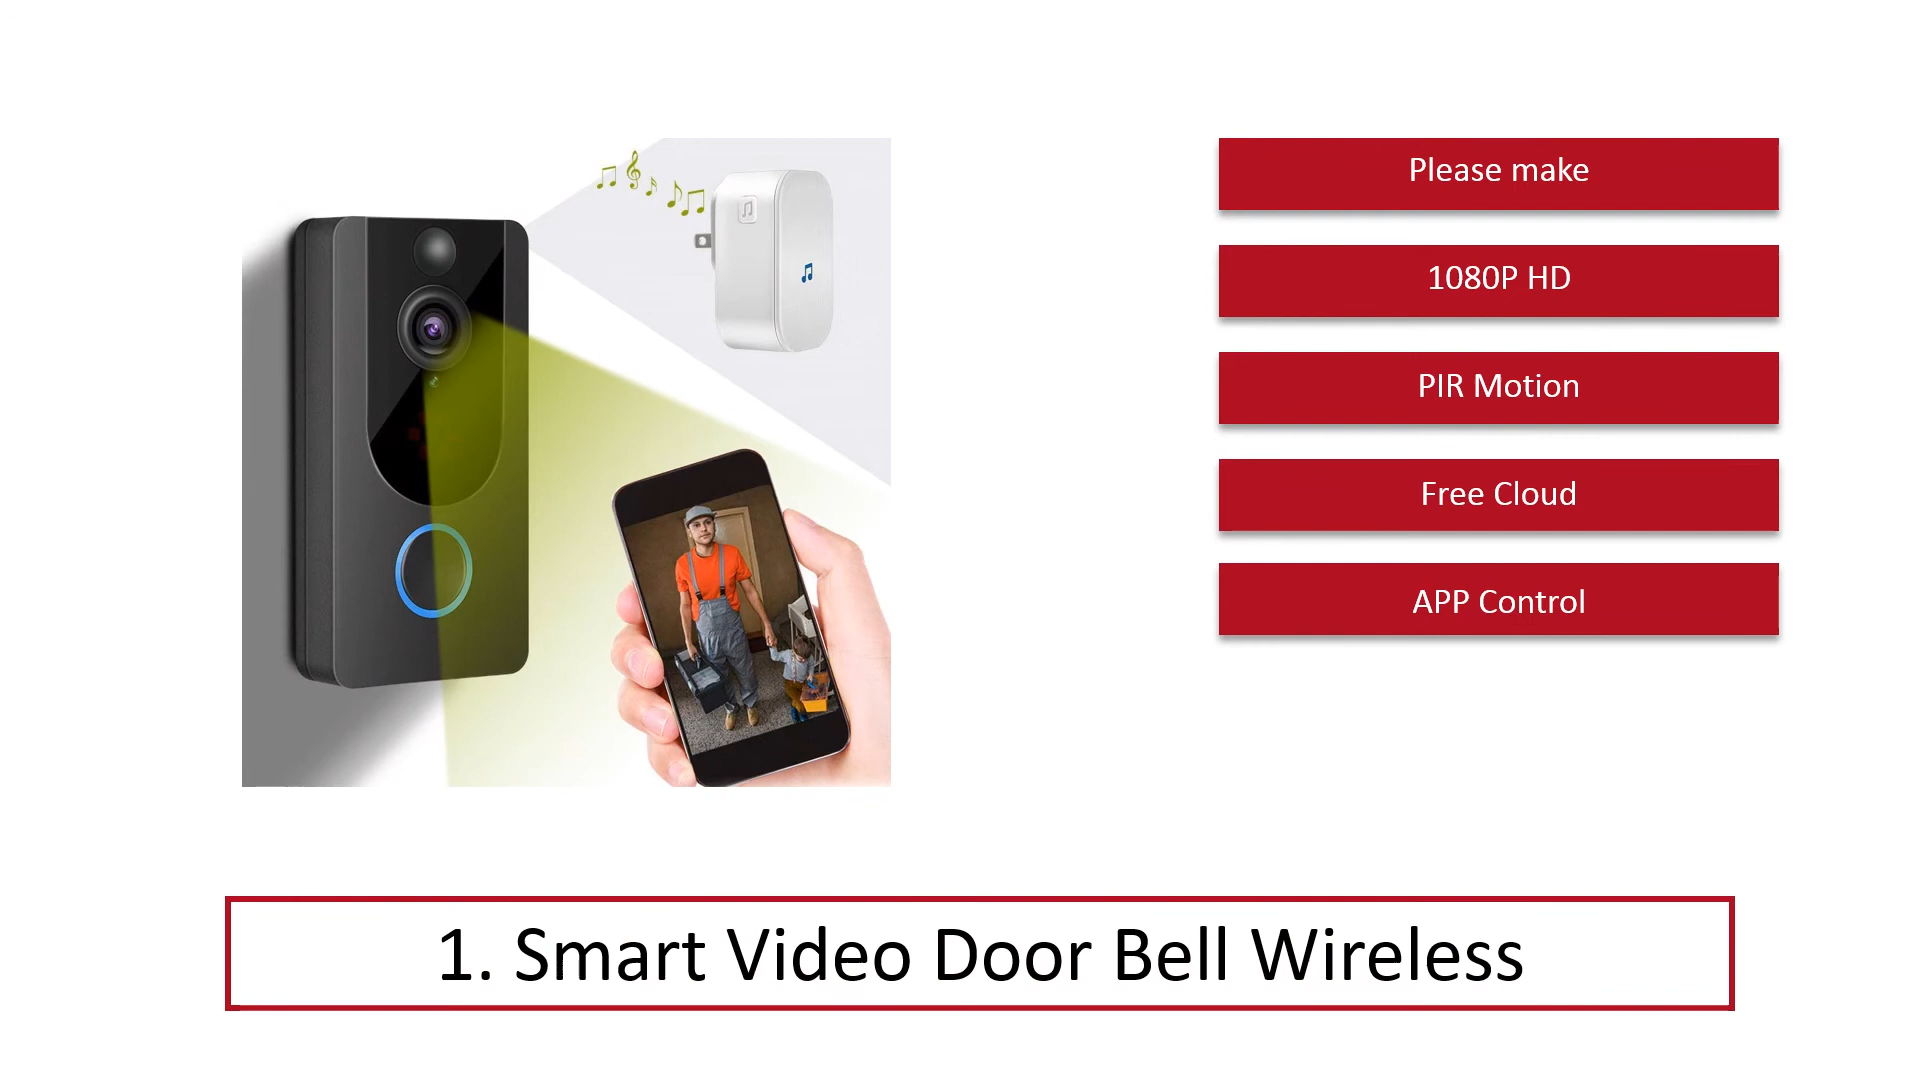 Please make
1080P HD
PIR Motion
Free Cloud
APP Control
1. Smart Video Door Bell Wireless